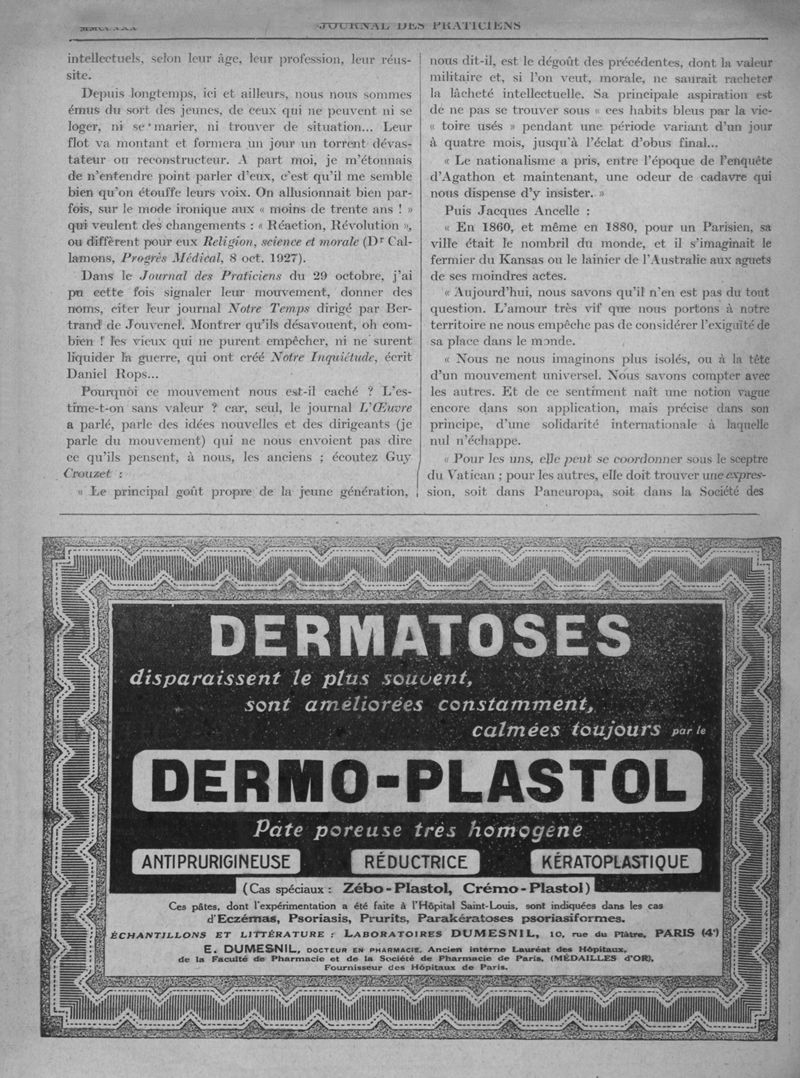 JOURNAL DES PRATICIENS
intellectuels, selon leur âge, leur profession, leur réus-
site.
Depuis longtemps, ici et ailleurs, nous nous sommes
émus du sort des jeunes, de ceux qui ne peuvent ni se
loger, ni se marier, ni trouver de situation... Leur
flot va montant et formera un jour un torrent dévas-
tateur ou reconstructeur. A part moi, je m'étonnais
de n'entendre point parler d'eux, c'est qu'il me semble
bien qu'on étouffe leurs voix. On allusionnait bien par-
fois, sur le mode ironique aux « moins de trente ans ! »
qui veulent des changements : « Réaction, Révolution »,
ou diffèrent pour eux Religion, science et morale (Dr Cal-
lamons, Progrès Médical, 8 oct. 1927).
Dans le Journal des Praticiens du 29 octobre, j'ai
pu cette fois signaler leur mouvement, donner des
noms, citer leur journal Notre Temps dirigé par Ber-
trand de Jouvenel. Montrer qu'ils désavouent, oh com-
bien ! les vieux qui ne purent empêcher, ni ne surent
liquider la guerre, qui ont créé Notre Inquiétude, écrit
Daniel Rops...
Pourquoi ce mouvement nous est-il caché ? L'es-
time-t-on sans valeur ? car, seul, le journal L'Œuvre
a parlé, parle des idées nouvelles et des dirigeants (je
parle du mouvement) qui ne nous envoient pas dire
ce qu'ils pensent, à nous, les anciens ; écoutez Guy
Crouzet :
« Le principal goût propre de la jeune génération,
nous dit-il, est le dégoût des précédentes, dont la valeur
militaire et, si l'on veut, morale, ne saurait racheter
la lâcheté intellectuelle. Sa principale aspiration est
de ne pas se trouver sous « ces habits bleus par la vic-
« toire usés » pendant une période variant d'un jour
à quatre mois, jusqu'à l'éclat d'obus final...
« Le nationalisme a pris, entre l'époque de l'enquête
d'Agathon et maintenant, une odeur de cadavre qui
nous dispense d'y insister. »
Puis Jacques Ancelle :
« En 1860, et même en 1880, pour un Parisien, sa
ville était le nombril du monde, et il s'imaginait le
fermier du Kansas ou le lainier de l'Australie aux aguets
de ses moindres actes.
« Aujourd'hui, nous savons qu'il n'en est pas du tout
question. L'amour très vif que nous portons à notre
territoire ne nous empêche pas de considérer l'exiguïté de
sa place dans le monde.
« Nous ne nous imaginons plus isolés, ou à la tête
d'un mouvement universel. Nous savons compter avec
les autres. Et de ce sentiment naît une notion vague
encore dans son application, mais précise dans son
principe, d'une solidarité internationale à laquelle
nul n'échappe.
« Pour les uns, elle peut se coordonner sous le sceptre
du Vatican ; pour les autres, elle doit trouver une expres-
sion, soit dans Paneuropa, soit dans la Société des
DERMATOSES
disparaissent le plus souvent,
sont améliorées constamment,
calmées toujours par le
DERMO-PLASTOL
Pâte poreuse très homogène
ANTIPRURIGINEUSE RÉDUCTRICE KÉRATOPLASTIQUE
(Cas spéciaux : Zébo-Plastol, Crémo-Plastol)
Ces pâtes, dont l'expérimentation a été faite à l'Hôpital Saint-Louis, sont indiquées dans les cas
d'Eczémas, Psoriasis, Prurits, Parakératoses psoriasiformes.
ÉCHANTILLONS ET LITTÉRATURE : LABORATOIRES DUMESNIL, 10, rue du Plâtre, PARIS (4e)
E. DUMESNIL, DOCTEUR EN PHARMACIE, Ancien interne Lauréat des Hôpitaux,
de la Faculté de Pharmacie et de la Société de Pharmacie de Paris, (MÉDAILLES d'OR),
Fournisseur des Hôpitaux de Paris.